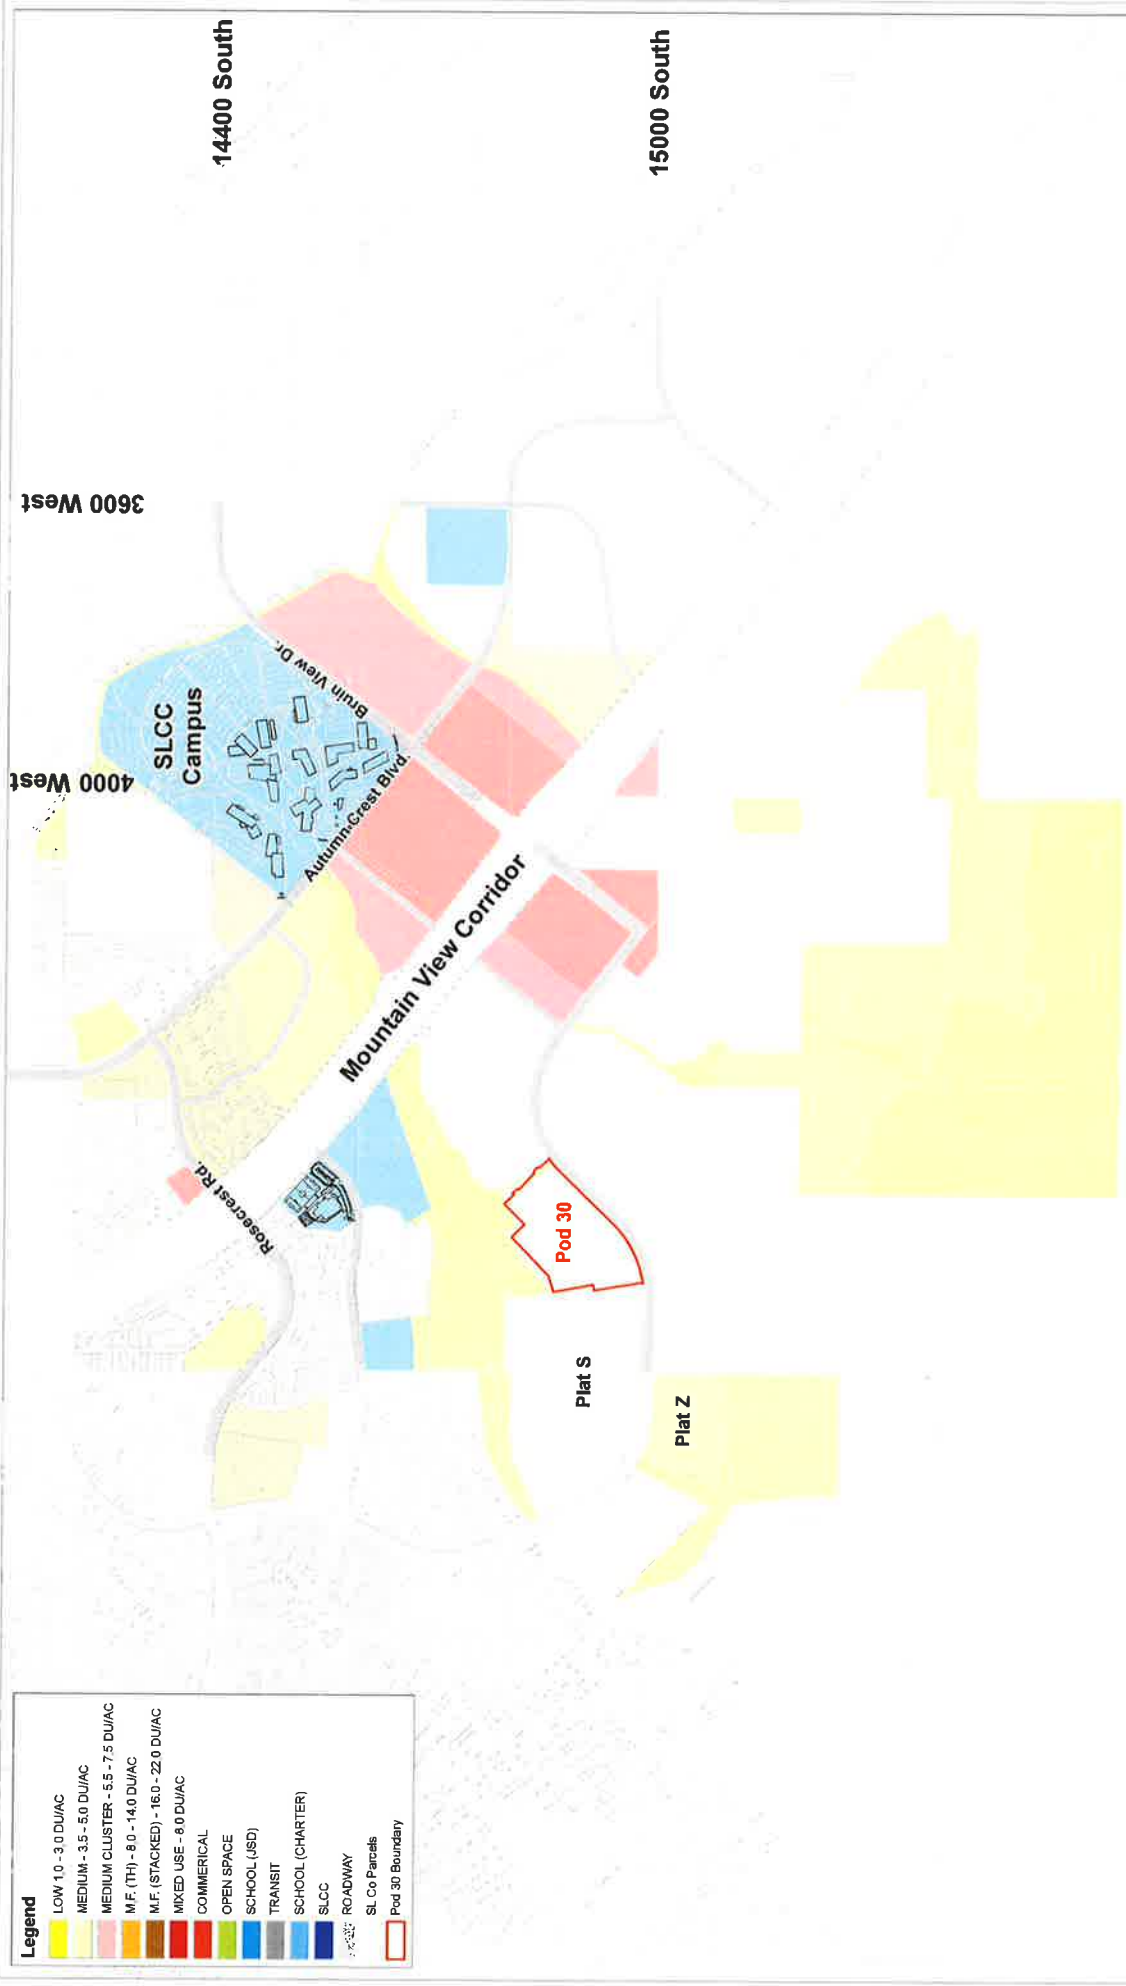 14400 South
15000 South
3600 West
4000 West
SLCC
Campus
Bruin View Dr.
Autumn Crest Blvd.
Mountain View Corridor
Rosecrest Rd.
Pod 30
Plat S
Plat Z
Legend
LOW 1.0 - 3.0 DU/AC
MEDIUM - 3.5 - 5.0 DU/AC
MEDIUM CLUSTER - 5.5 - 7.5 DU/AC
M.F. (TH) - 8.0 - 14.0 DU/AC
M.F. (STACKED) - 16.0 - 22.0 DU/AC
MIXED USE - 8.0 DU/AC
COMMERICAL
OPEN SPACE
SCHOOL (JSD)
TRANSIT
SCHOOL (CHARTER)
SLCC
ROADWAY
SL Co Parcels
Pod 30 Boundary